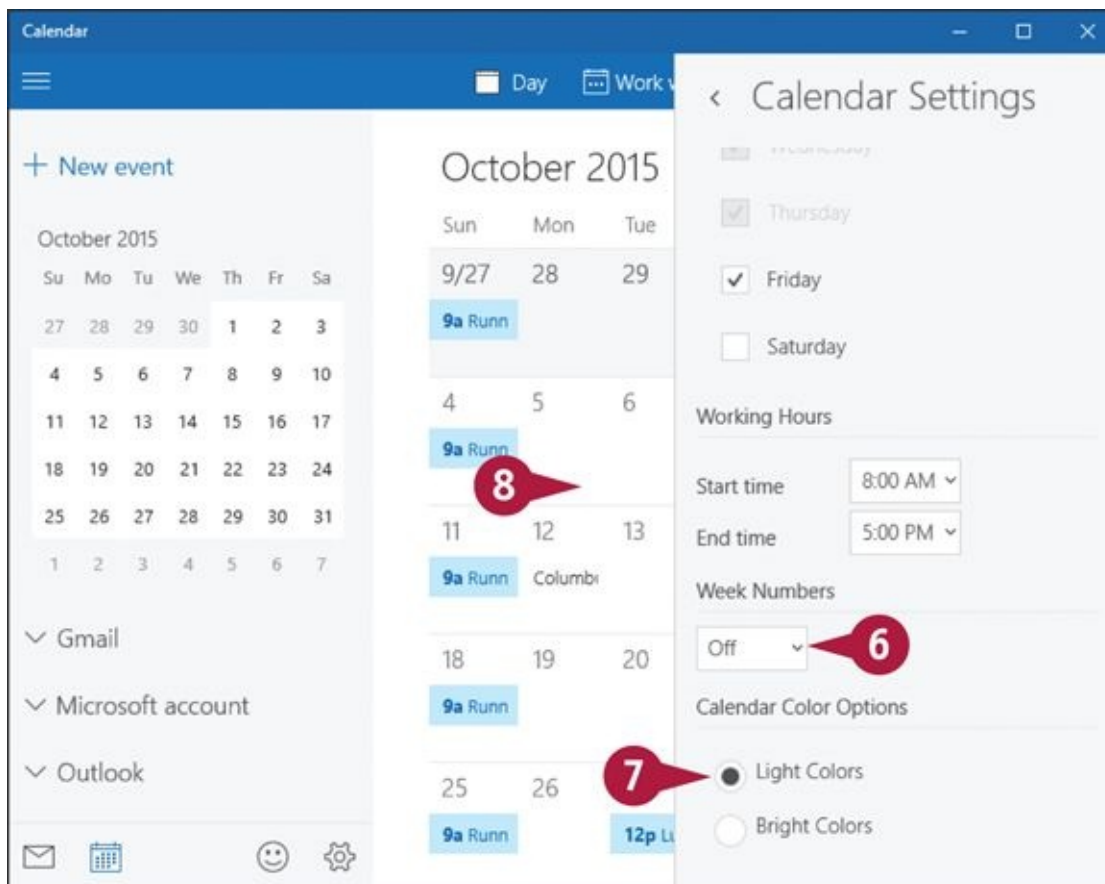 Calendar
Day Work
Calendar Settings
+ New event
October 2015
Su Mo Tu We Th Fr Sa
27 28 29 30 1 2 3
4 5 6 7 8 9 10
11 12 13 14 15 16 17
18 19 20 21 22 23 24
25 26 27 28 29 30 31
1 2 3 4 5 6 7
Gmail
Microsoft account
Outlook
October 2015
Sun Mon Tue
9/27 28 29
9a Runn
4 5 6
9a Runn
8
11 12 13
9a Runn Columb
18 19 20
9a Runn
25 26
9a Runn 12p Lu
Wednesday
Thursday
Friday
Saturday
Working Hours
Start time 8:00 AM
End time 5:00 PM
Week Numbers
Off 6
Calendar Color Options
7 Light Colors
Bright Colors